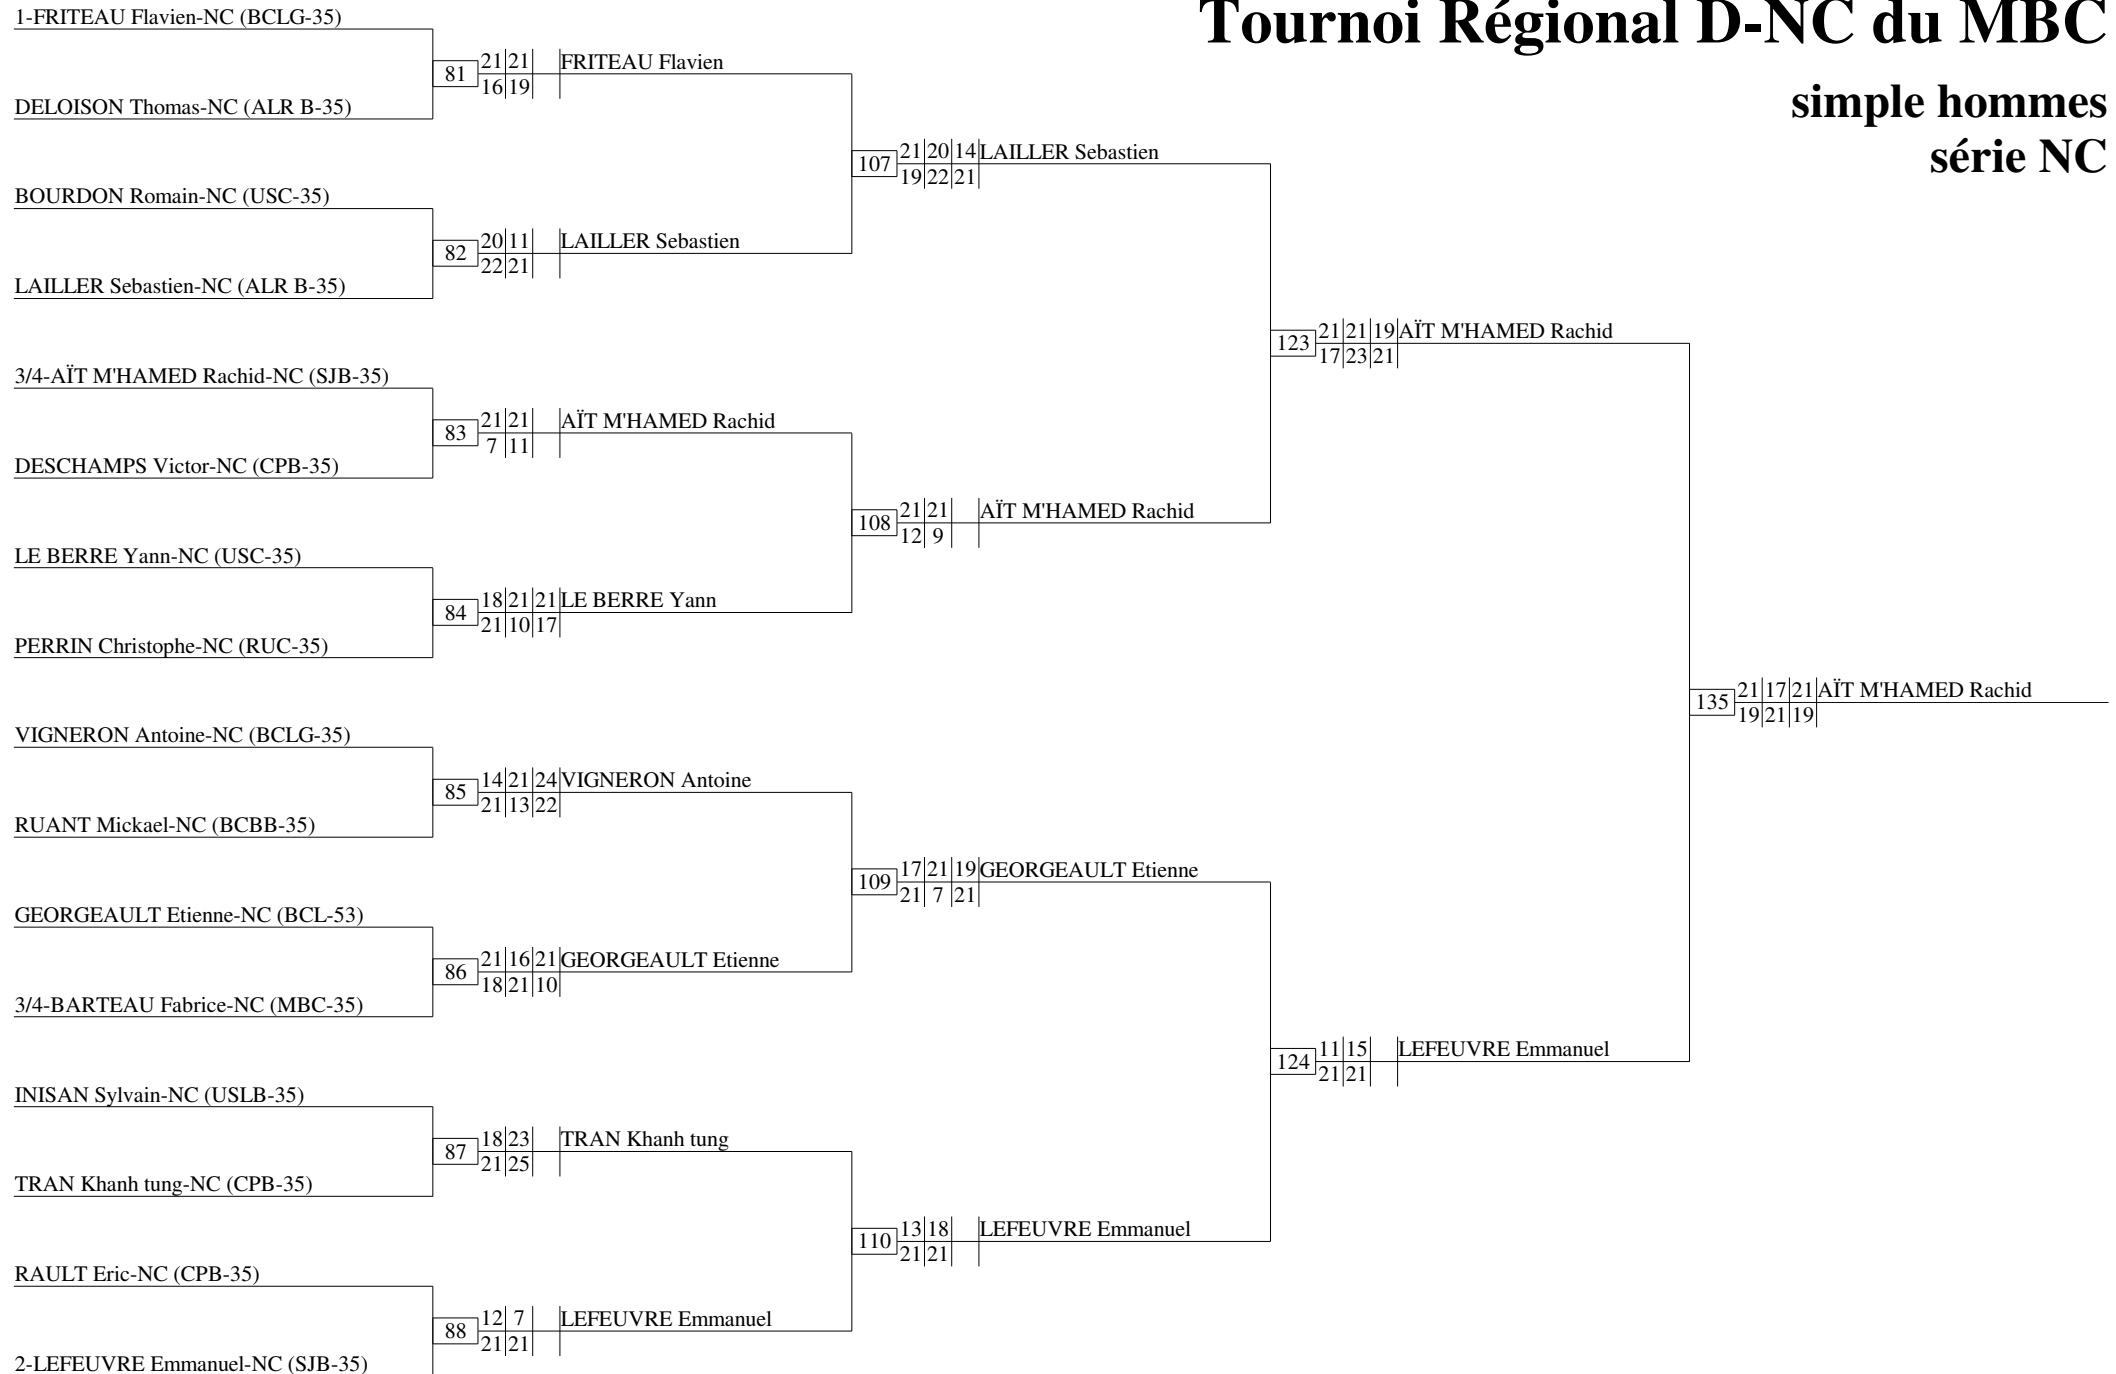 Tournoi Régional D-NC du MBC
simple hommes
série NC
1-FRITEAU Flavien-NC (BCLG-35)
81 21 21 FRITEAU Flavien
16 19
DELOISON Thomas-NC (ALR B-35)
107 21 20 14 LAILLER Sebastien
19 22 21
BOURDON Romain-NC (USC-35)
82 20 11 LAILLER Sebastien
22 21
LAILLER Sebastien-NC (ALR B-35)
123 21 21 19 AÏT M'HAMED Rachid
17 23 21
3/4-AÏT M'HAMED Rachid-NC (SJB-35)
83 21 21 AÏT M'HAMED Rachid
7 11
DESCHAMPS Victor-NC (CPB-35)
108 21 21 AÏT M'HAMED Rachid
12 9
LE BERRE Yann-NC (USC-35)
84 18 21 21 LE BERRE Yann
21 10 17
PERRIN Christophe-NC (RUC-35)
135 21 17 21 AÏT M'HAMED Rachid
19 21 19
VIGNERON Antoine-NC (BCLG-35)
85 14 21 24 VIGNERON Antoine
21 13 22
RUANT Mickael-NC (BCBB-35)
109 17 21 19 GEORGEAULT Etienne
21 7 21
GEORGEAULT Etienne-NC (BCL-53)
86 21 16 21 GEORGEAULT Etienne
18 21 10
3/4-BARTEAU Fabrice-NC (MBC-35)
124 11 15 LEFEUVRE Emmanuel
21 21
INISAN Sylvain-NC (USLB-35)
87 18 23 TRAN Khanh tung
21 25
TRAN Khanh tung-NC (CPB-35)
110 13 18 LEFEUVRE Emmanuel
21 21
RAULT Eric-NC (CPB-35)
88 12 7 LEFEUVRE Emmanuel
21 21
2-LEFEUVRE Emmanuel-NC (SJB-35)